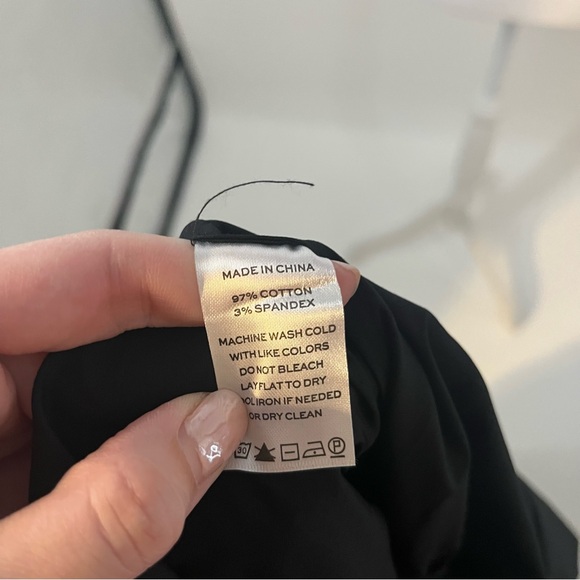 MADE IN CHINA
97% COTTON
3% SPANDEX
MACHINE WASH COLD
WITH LIKE COLORS
DO NOT BLEACH
LAY FLAT TO DRY
IRON IF NEEDED
OR DRY CLEAN
30 P